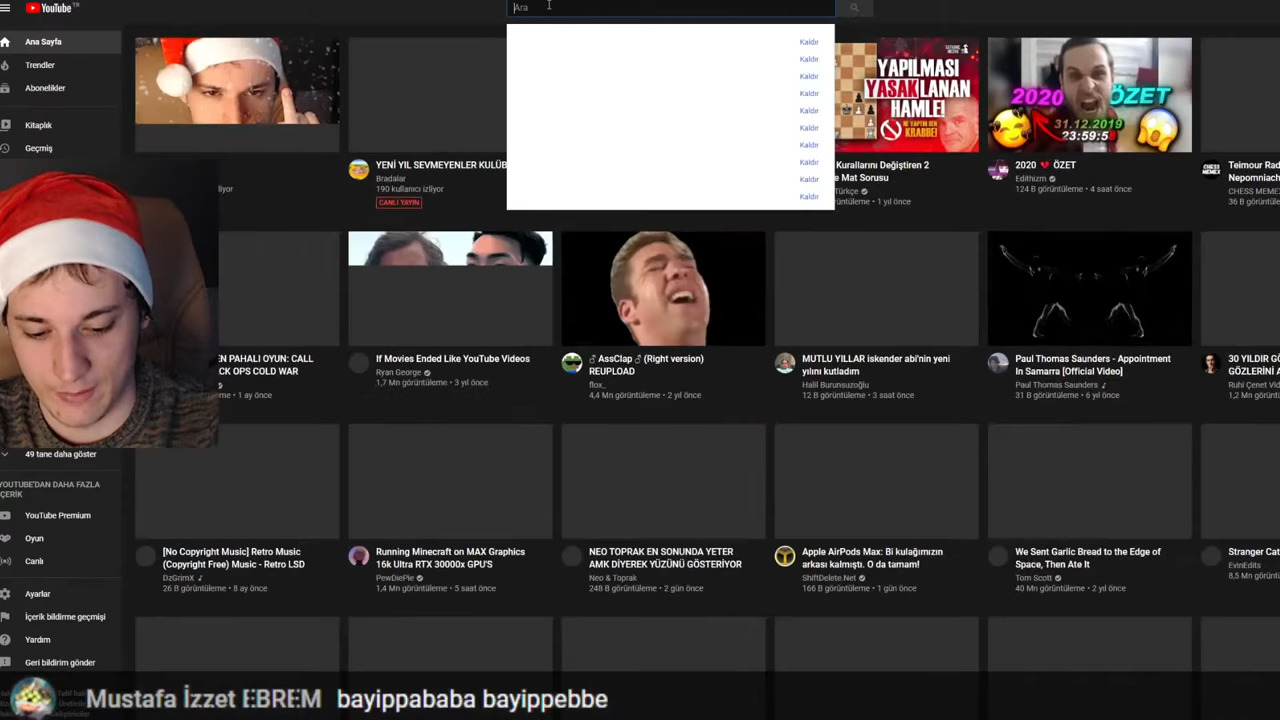 YouTube TR
Ara
Ana Sayfa
Trendler
Abonelikler
Kitaplık
Geçmiş
Kaldır
Kaldır
Kaldır
Kaldır
Kaldır
Kaldır
Kaldır
Kaldır
Kaldır
Kaldır
YENİ YIL SEVMEYENLER KULÜB
Bradalar
190 kullanıcı izliyor
CANLI YAYIN
YAPILMASI
YASAKLANAN
HAMLE!
NE YAPTIN SEN
KRABBE!
Kurallarını Değiştiren 2
Mat Sorusu
Türkçe
1 yıl önce
2020 ÖZET
31.12.2019
23:59:5
2020 💔 ÖZET
Edithizm
124 B görüntüleme • 4 saat önce
CHESS MEMEX
Teimour Rad
Nepomniach
CHESS MEME
36 B görüntü
EN PAHALI OYUN: CALL
CK OPS COLD WAR
1 ay önce
If Movies Ended Like YouTube Videos
Ryan George
1,7 Mn görüntüleme • 3 yıl önce
♂ AssClap ♂ (Right version)
REUPLOAD
flox_
4,4 Mn görüntüleme • 2 yıl önce
MUTLU YILLAR iskender abi'nin yeni
yılını kutladım
Halil Burunsuzoğlu
12 B görüntüleme • 3 saat önce
Paul Thomas Saunders - Appointment
In Samarra [Official Video]
Paul Thomas Saunders
31 B görüntüleme • 6 yıl önce
30 YILDIR G
GÖZLERİNİ A
Ruhi Çenet Vid
1,2 Mn görünt
49 tane daha göster
YOUTUBE'DAN DAHA FAZLA
İÇERİK
YouTube Premium
Oyun
Canlı
Ayarlar
İçerik bildirme geçmişi
Yardım
Geri bildirim gönder
[No Copyright Music] Retro Music
(Copyright Free) Music - Retro LSD
DzGrimX
26 B görüntüleme • 8 ay önce
Running Minecraft on MAX Graphics
16k Ultra RTX 30000x GPU'S
PewDiePie
1,4 Mn görüntüleme • 5 saat önce
NEO TOPRAK EN SONUNDA YETER
AMK DİYEREK YÜZÜNÜ GÖSTERİYOR
Neo & Toprak
248 B görüntüleme • 2 gün önce
Apple AirPods Max: Bi kulağımızın
arkası kalmıştı. O da tamam!
ShiftDelete.Net
166 B görüntüleme • 1 gün önce
We Sent Garlic Bread to the Edge of
Space, Then Ate It
Tom Scott
40 Mn görüntüleme • 2 yıl önce
Stranger Cat
EvinEdits
8,5 Mn görünt
Mustafa İzzet EBREM bayippababa bayippebbe